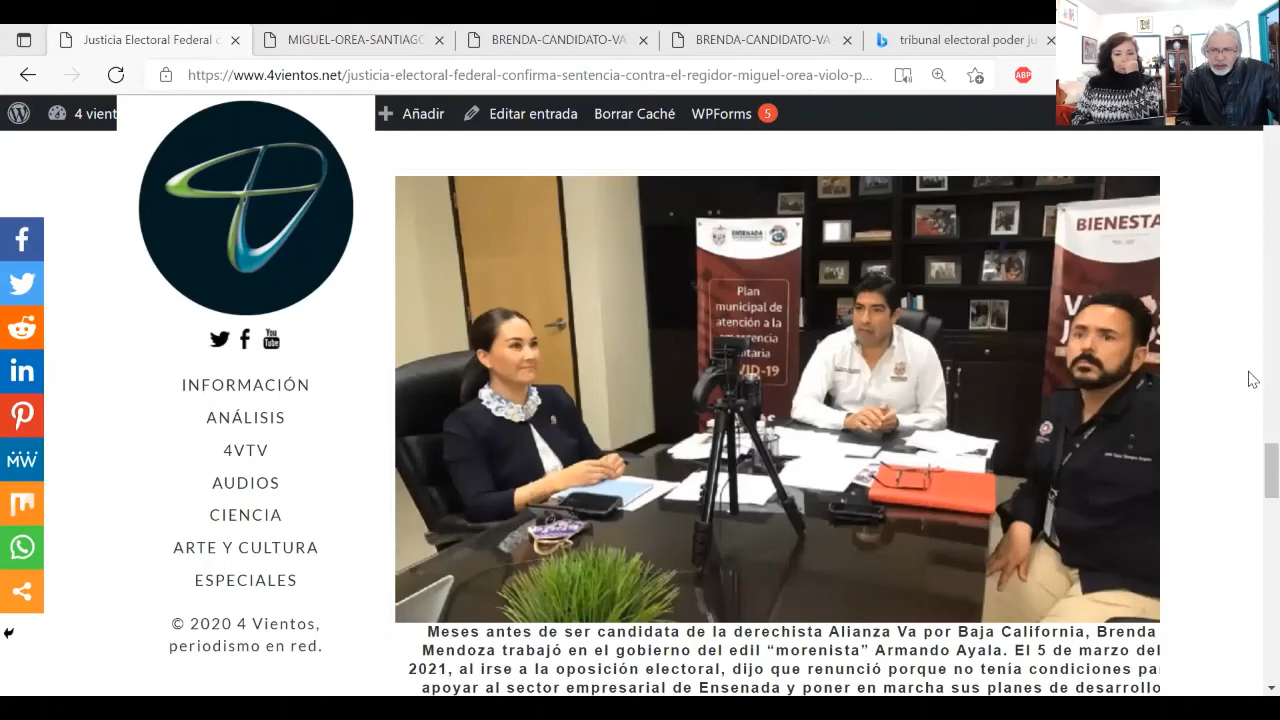 Justicia Electoral Federal c
MIGUEL-OREA-SANTIAGO
BRENDA-CANDIDATO-VA
BRENDA-CANDIDATO-VA
tribunal electoral poder ju
https://www.4vientos.net/justicia-electoral-federal-confirma-sentencia-contra-el-regidor-miguel-orea-violo-p...
ABP
4 vient
Añadir
Editar entrada
Borrar Caché
WPForms 5
You
Tube
INFORMACIÓN
ANÁLISIS
4VTV
AUDIOS
CIENCIA
ARTE Y CULTURA
ESPECIALES
© 2020 4 Vientos,
periodismo en red.
ENSENADA
Plan
municipal de
atención a la
BIENESTA
Meses antes de ser candidata de la derechista Alianza Va por Baja California, Brenda
Mendoza trabajó en el gobierno del edil “morenista” Armando Ayala. El 5 de marzo del
2021, al irse a la oposición electoral, dijo que renunció porque no tenía condiciones pa
apoyar al sector empresarial de Ensenada y poner en marcha sus planes de desarrollo